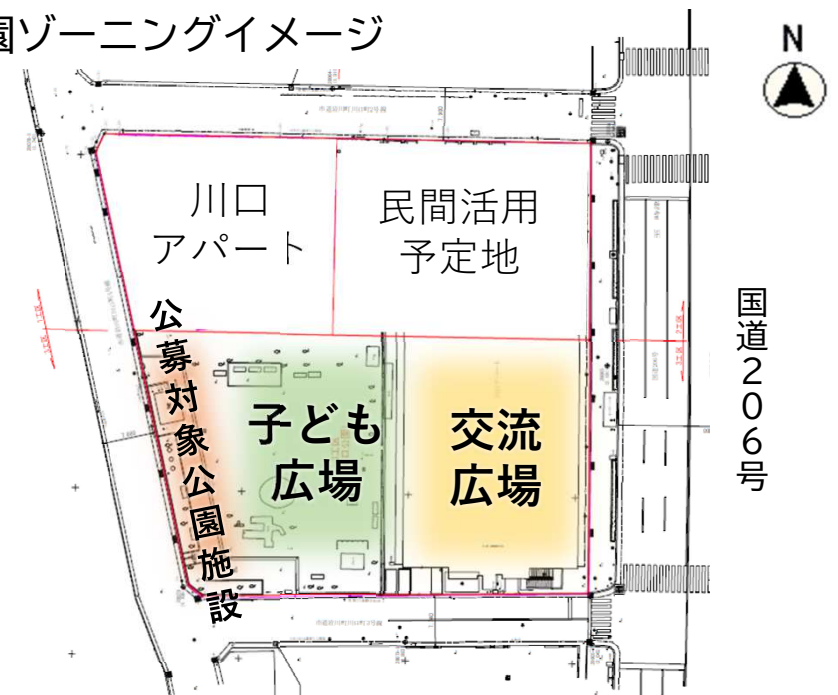 園ゾーニングイメージ
N
川口
アパート
民間活用
予定地
国道206号
公募対象公園施設
子ども
広場
交流
広場